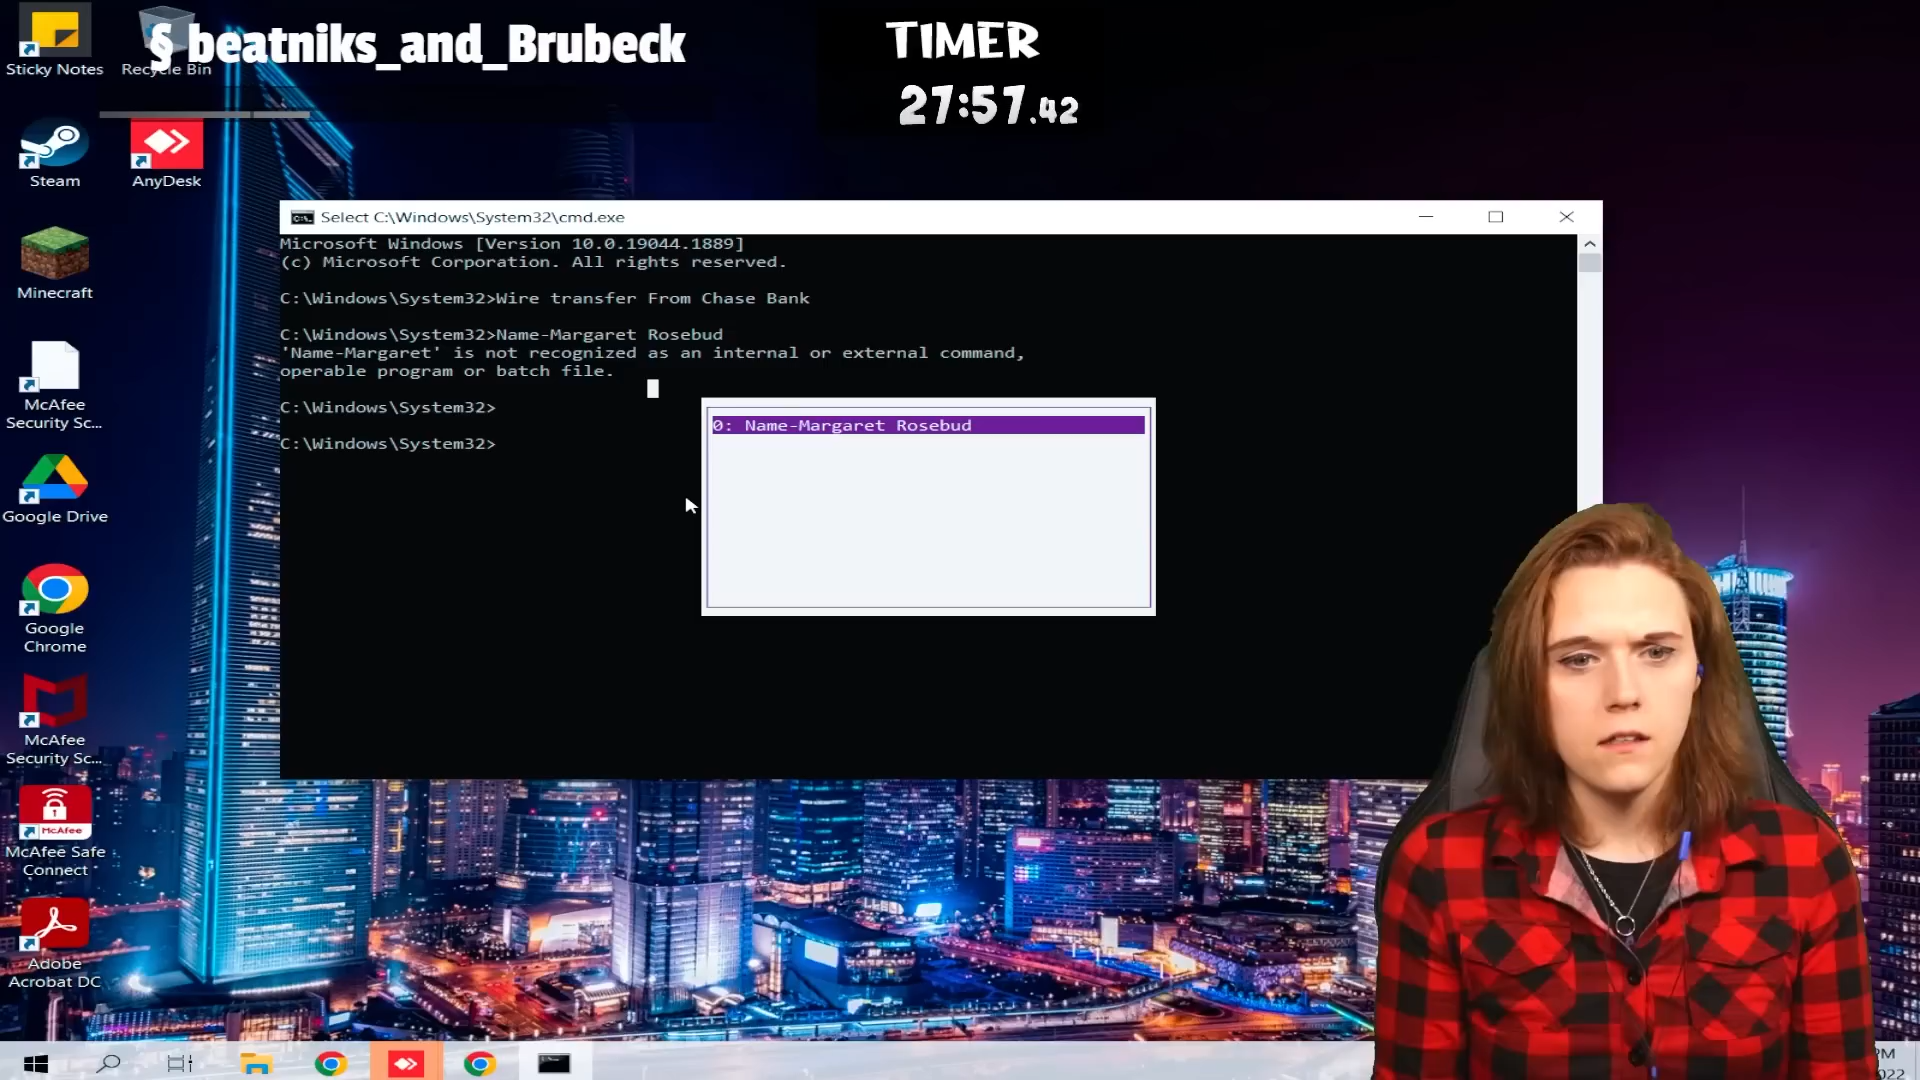 § beatniks_and_Brubeck
TIMER
27:57.42
Sticky Notes
Recycle Bin
Steam
AnyDesk
Minecraft
McAfee
Security Sc...
Google Drive
Google
Chrome
McAfee
Security Sc...
McAfee
McAfee Safe
Connect
Adobe
Acrobat DC
Select C:\Windows\System32\cmd.exe
Microsoft Windows [Version 10.0.19044.1889]
(c) Microsoft Corporation. All rights reserved.
C:\Windows\System32>Wire transfer From Chase Bank
C:\Windows\System32>Name-Margaret Rosebud
'Name-Margaret' is not recognized as an internal or external command,
operable program or batch file.
C:\Windows\System32>
C:\Windows\System32>
0: Name-Margaret Rosebud
PM
022